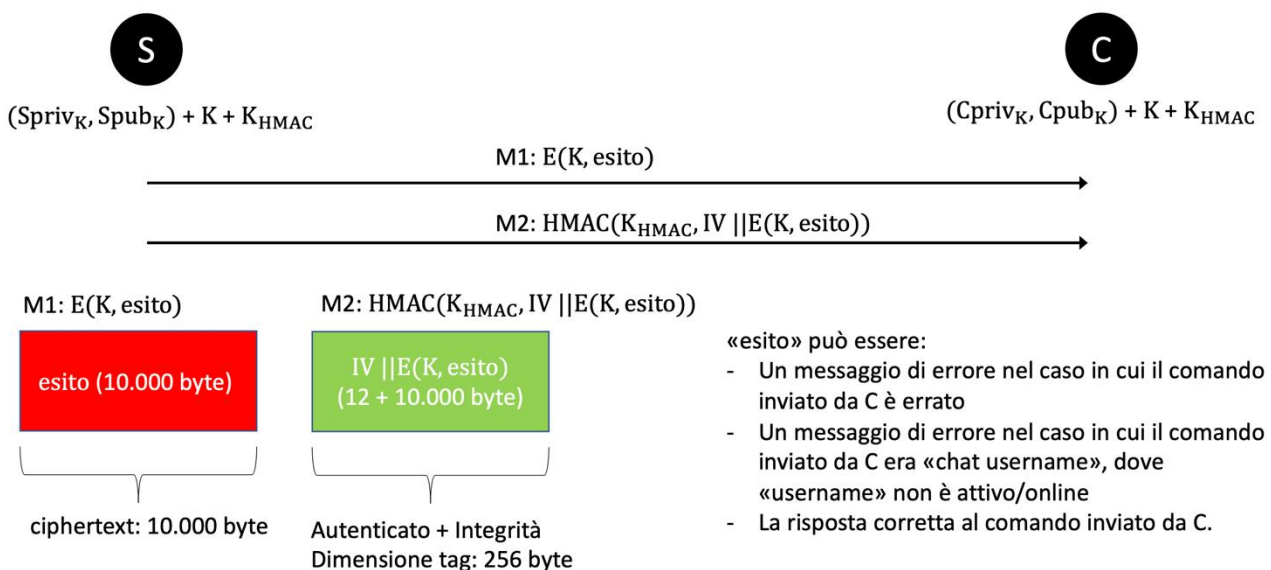 S
C
(Spriv_K, Spub_K) + K + K_HMAC
(Cpriv_K, Cpub_K) + K + K_HMAC
M1: E(K, esito)
M2: HMAC(K_HMAC, IV ||E(K, esito))
M1: E(K, esito)
M2: HMAC(K_HMAC, IV ||E(K, esito))
esito (10.000 byte)
IV ||E(K, esito)
(12 + 10.000 byte)
ciphertext: 10.000 byte
Autenticato + Integrità
Dimensione tag: 256 byte
«esito» può essere:
- Un messaggio di errore nel caso in cui il comando
inviato da C è errato
- Un messaggio di errore nel caso in cui il comando
inviato da C era «chat username», dove
«username» non è attivo/online
- La risposta corretta al comando inviato da C.